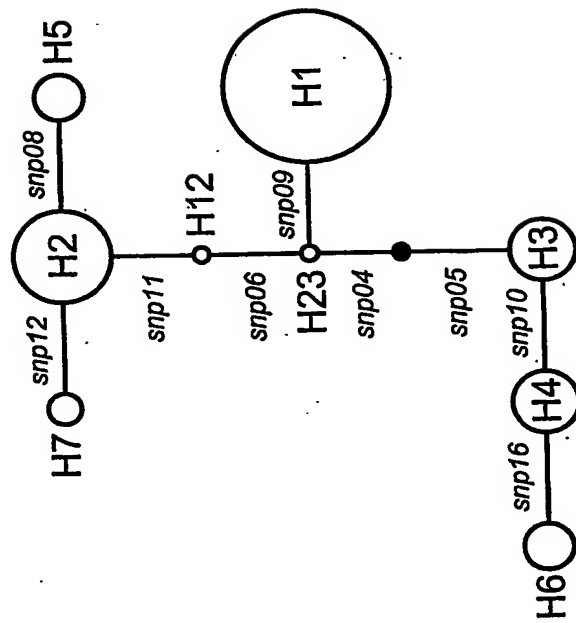 H5
snp08
H2
snp12
H7
snp11
H12
snp06
H23
snp09
H1
snp04
snp05
H3
snp10
H4
snp16
H6